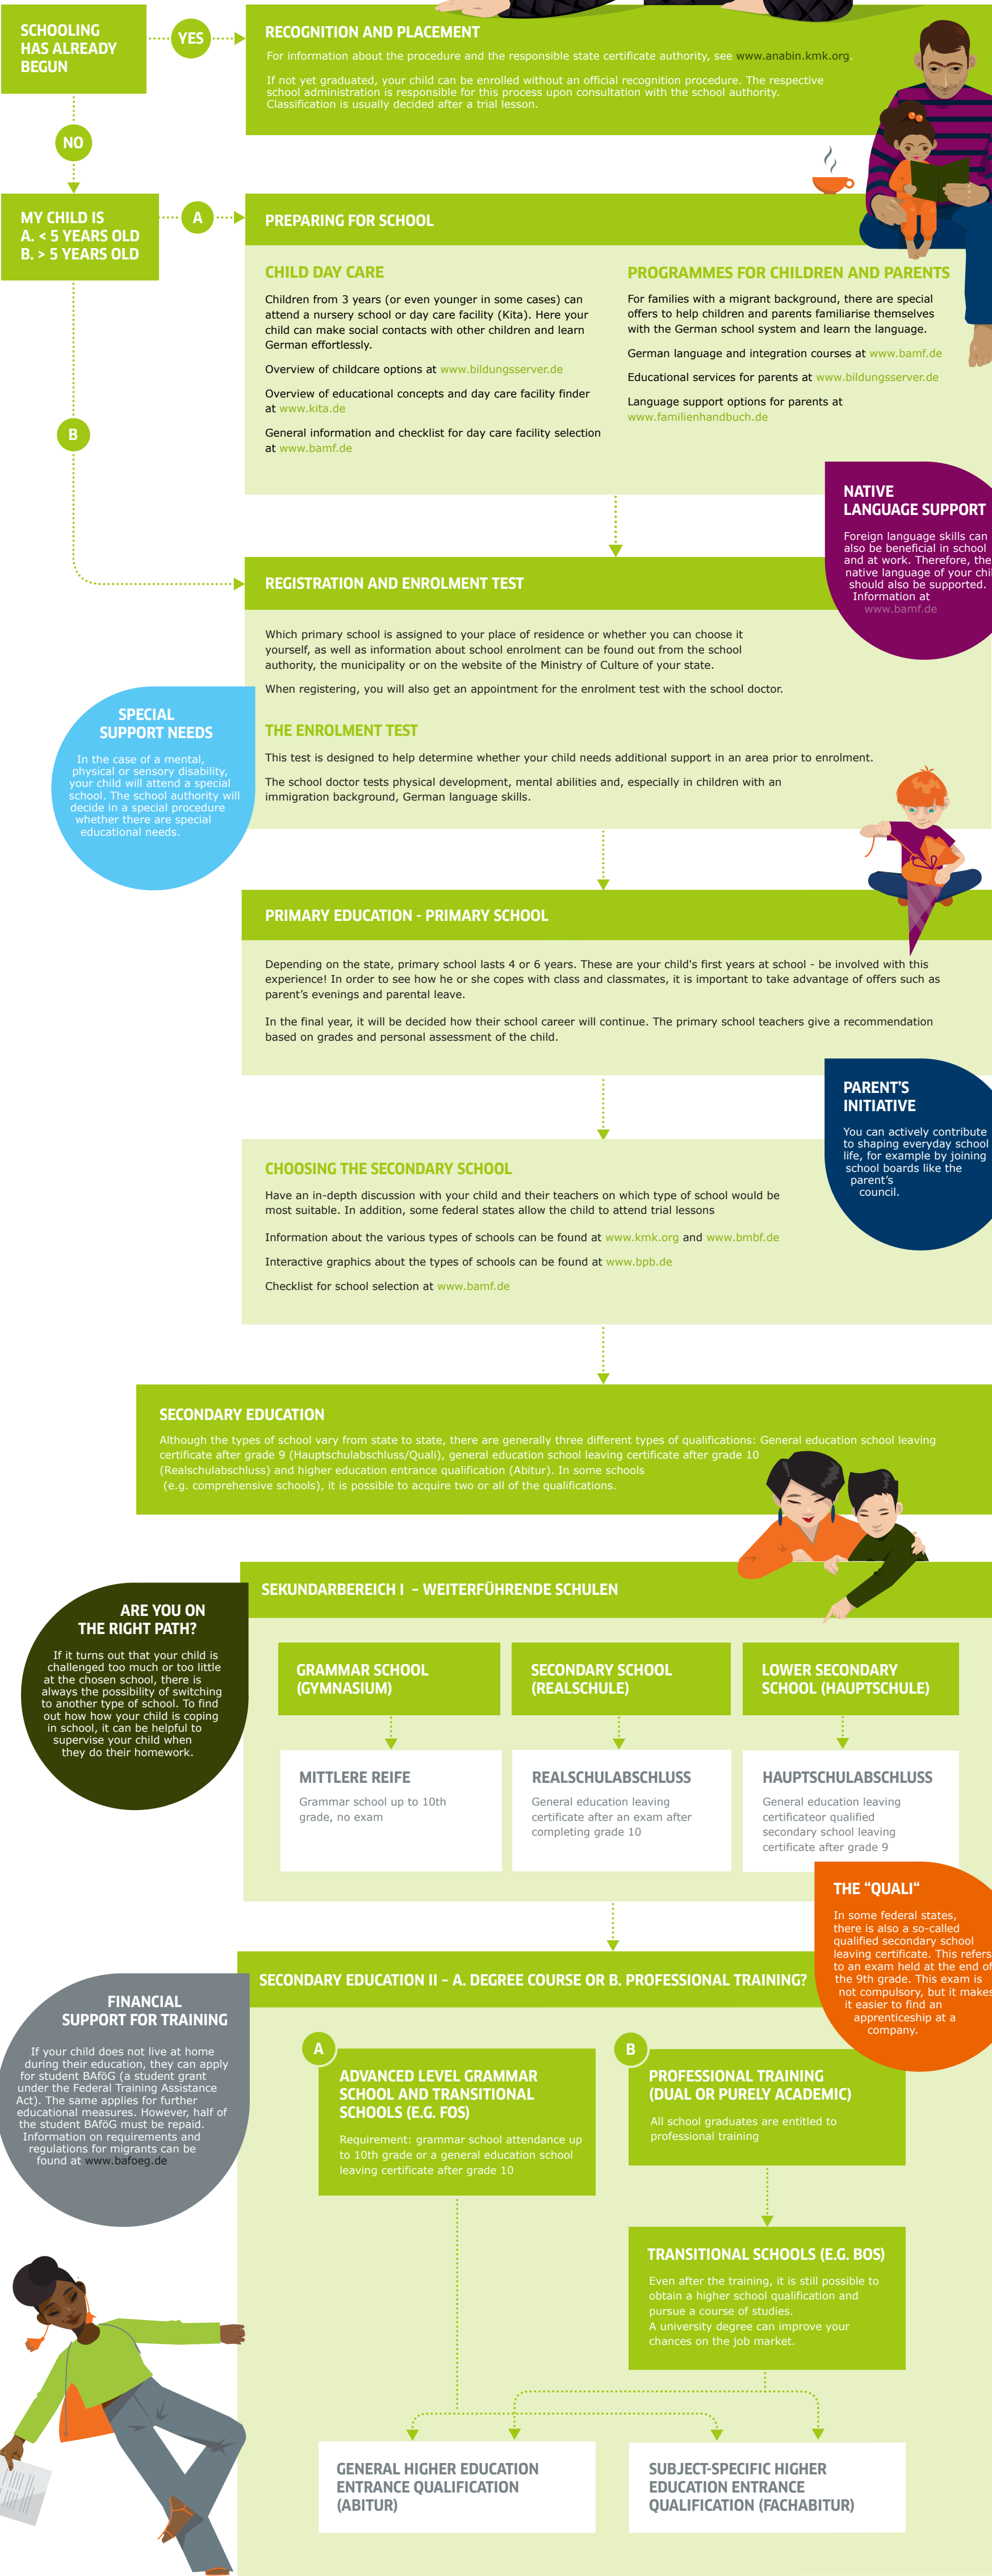 SCHOOLING
HAS ALREADY
BEGUN
YES
RECOGNITION AND PLACEMENT
For information about the procedure and the responsible state certificate authority, see www.anabin.kmk.org.
If not yet graduated, your child can be enrolled without an official recognition procedure. The respective
school administration is responsible for this process upon consultation with the school authority.
Classification is usually decided after a trial lesson.
NO
MY CHILD IS
A. < 5 YEARS OLD
B. > 5 YEARS OLD
A
PREPARING FOR SCHOOL
CHILD DAY CARE
Children from 3 years (or even younger in some cases) can
attend a nursery school or day care facility (Kita). Here your
child can make social contacts with other children and learn
German effortlessly.
Overview of childcare options at www.bildungsserver.de
Overview of educational concepts and day care facility finder
at www.kita.de
General information and checklist for day care facility selection
at www.bamf.de
PROGRAMMES FOR CHILDREN AND PARENTS
For families with a migrant background, there are special
offers to help children and parents familiarise themselves
with the German school system and learn the language.
German language and integration courses at www.bamf.de
Educational services for parents at www.bildungsserver.de
Language support options for parents at
www.familienhandbuch.de
B
NATIVE
LANGUAGE SUPPORT
Foreign language skills can
also be beneficial in school
and at work. Therefore, the
native language of your chil
should also be supported.
Information at
www.bamf.de
REGISTRATION AND ENROLMENT TEST
Which primary school is assigned to your place of residence or whether you can choose it
yourself, as well as information about school enrolment can be found out from the school
authority, the municipality or on the website of the Ministry of Culture of your state.
When registering, you will also get an appointment for the enrolment test with the school doctor.
SPECIAL
SUPPORT NEEDS
In the case of a mental,
physical or sensory disability,
your child will attend a special
school. The school authority will
decide in a special procedure
whether there are special
educational needs.
THE ENROLMENT TEST
This test is designed to help determine whether your child needs additional support in an area prior to enrolment.
The school doctor tests physical development, mental abilities and, especially in children with an
immigration background, German language skills.
PRIMARY EDUCATION - PRIMARY SCHOOL
Depending on the state, primary school lasts 4 or 6 years. These are your child's first years at school - be involved with this
experience! In order to see how he or she copes with class and classmates, it is important to take advantage of offers such as
parent’s evenings and parental leave.
In the final year, it will be decided how their school career will continue. The primary school teachers give a recommendation
based on grades and personal assessment of the child.
PARENT’S
INITIATIVE
You can actively contribute
to shaping everyday school
life, for example by joining
school boards like the
parent’s
council.
CHOOSING THE SECONDARY SCHOOL
Have an in-depth discussion with your child and their teachers on which type of school would be
most suitable. In addition, some federal states allow the child to attend trial lessons
Information about the various types of schools can be found at www.kmk.org and www.bmbf.de
Interactive graphics about the types of schools can be found at www.bpb.de
Checklist for school selection at www.bamf.de
SECONDARY EDUCATION
Although the types of school vary from state to state, there are generally three different types of qualifications: General education school leaving
certificate after grade 9 (Hauptschulabschluss/Quali), general education school leaving certificate after grade 10
(Realschulabschluss) and higher education entrance qualification (Abitur). In some schools
(e.g. comprehensive schools), it is possible to acquire two or all of the qualifications.
SEKUNDARBEREICH I – WEITERFÜHRENDE SCHULEN
ARE YOU ON
THE RIGHT PATH?
If it turns out that your child is
challenged too much or too little
at the chosen school, there is
always the possibility of switching
to another type of school. To find
out how how your child is coping
in school, it can be helpful to
supervise your child when
they do their homework.
GRAMMAR SCHOOL
(GYMNASIUM)
SECONDARY SCHOOL
(REALSCHULE)
LOWER SECONDARY
SCHOOL (HAUPTSCHULE)
MITTLERE REIFE
Grammar school up to 10th
grade, no exam
REALSCHULABSCHLUSS
General education leaving
certificate after an exam after
completing grade 10
HAUPTSCHULABSCHLUSS
General education leaving
certificateor qualified
secondary school leaving
certificate after grade 9
THE “QUALI“
In some federal states,
there is also a so-called
qualified secondary school
leaving certificate. This refers
to an exam held at the end of
the 9th grade. This exam is
not compulsory, but it makes
it easier to find an
apprenticeship at a
company.
SECONDARY EDUCATION II – A. DEGREE COURSE OR B. PROFESSIONAL TRAINING?
FINANCIAL
SUPPORT FOR TRAINING
If your child does not live at home
during their education, they can apply
for student BAföG (a student grant
under the Federal Training Assistance
Act). The same applies for further
educational measures. However, half of
the student BAföG must be repaid.
Information on requirements and
regulations for migrants can be
found at www.bafoeg.de
A
ADVANCED LEVEL GRAMMAR
SCHOOL AND TRANSITIONAL
SCHOOLS (E.G. FOS)
Requirement: grammar school attendance up
to 10th grade or a general education school
leaving certificate after grade 10
B
PROFESSIONAL TRAINING
(DUAL OR PURELY ACADEMIC)
All school graduates are entitled to
professional training
TRANSITIONAL SCHOOLS (E.G. BOS)
Even after the training, it is still possible to
obtain a higher school qualification and
pursue a course of studies.
A university degree can improve your
chances on the job market.
GENERAL HIGHER EDUCATION
ENTRANCE QUALIFICATION
(ABITUR)
SUBJECT-SPECIFIC HIGHER
EDUCATION ENTRANCE
QUALIFICATION (FACHABITUR)